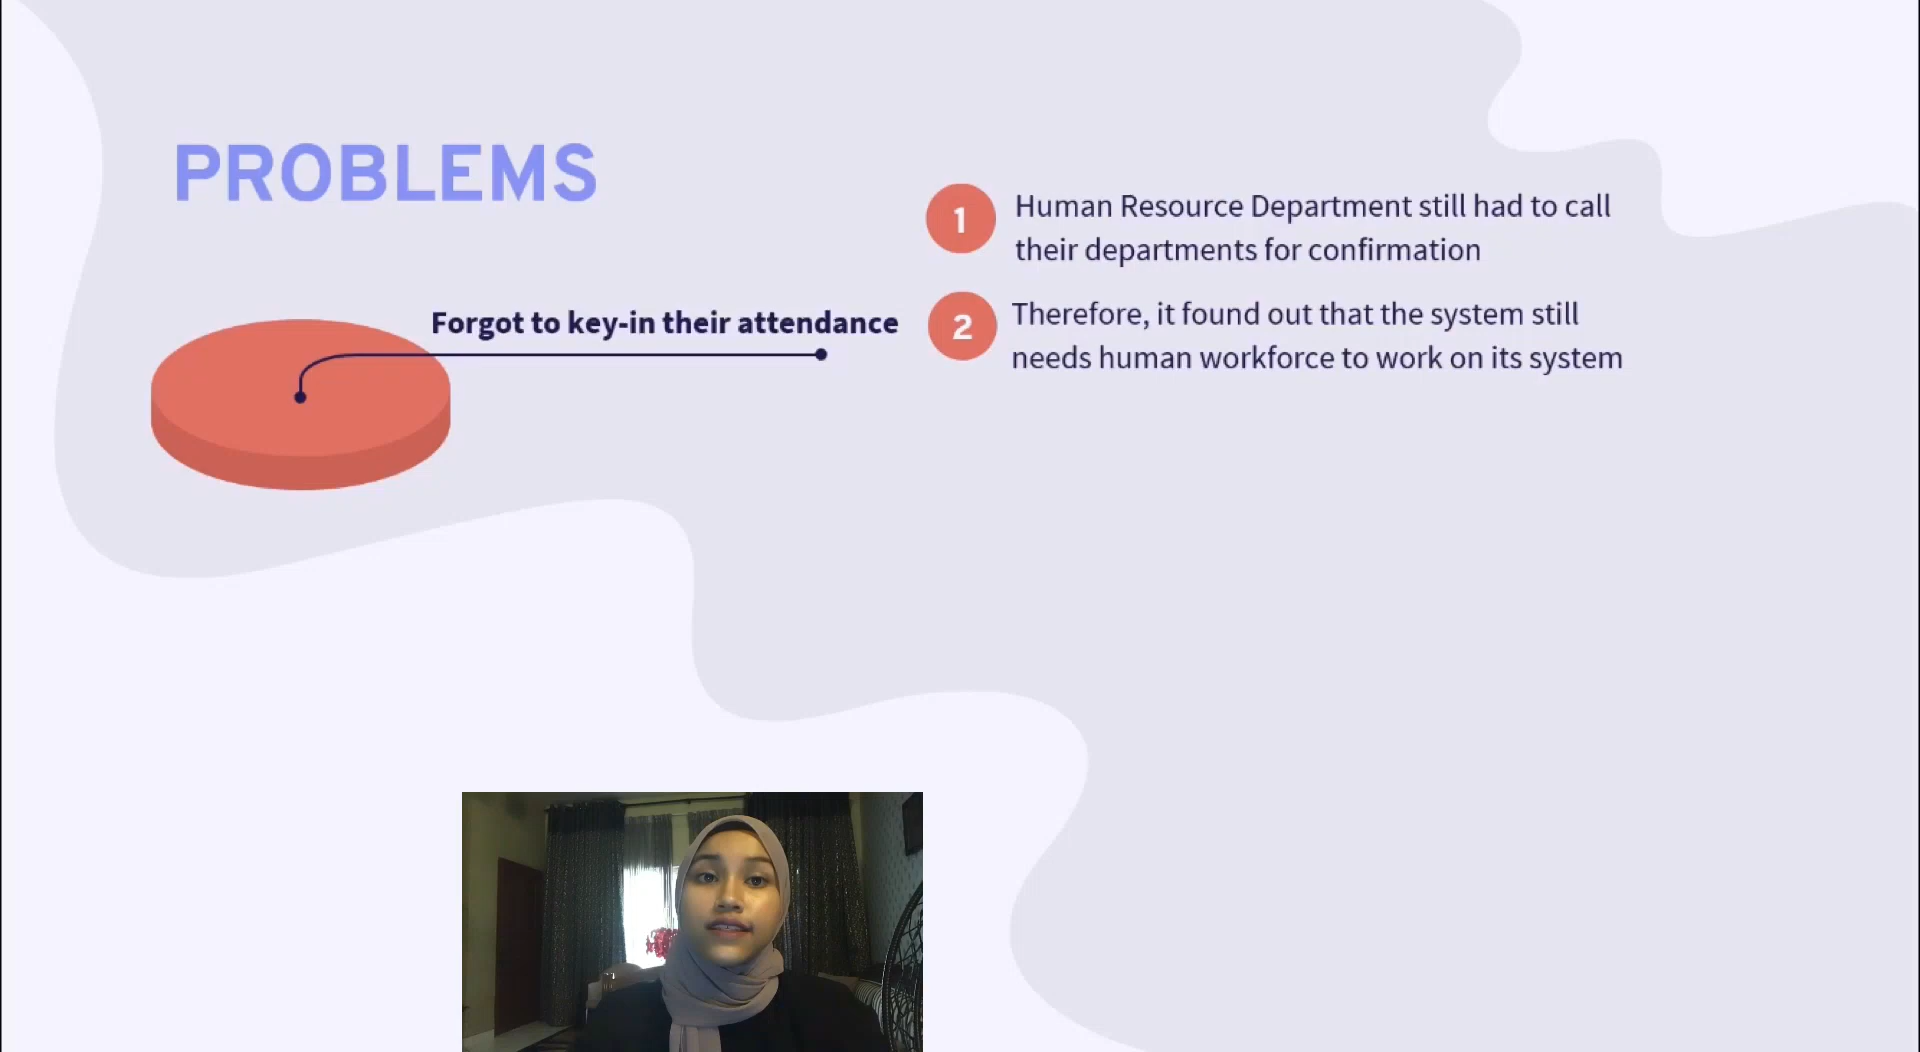 PROBLEMS
Forgot to key-in their attendance
1
Human Resource Department still had to call
their departments for confirmation
2
Therefore, it found out that the system still
needs human workforce to work on its system